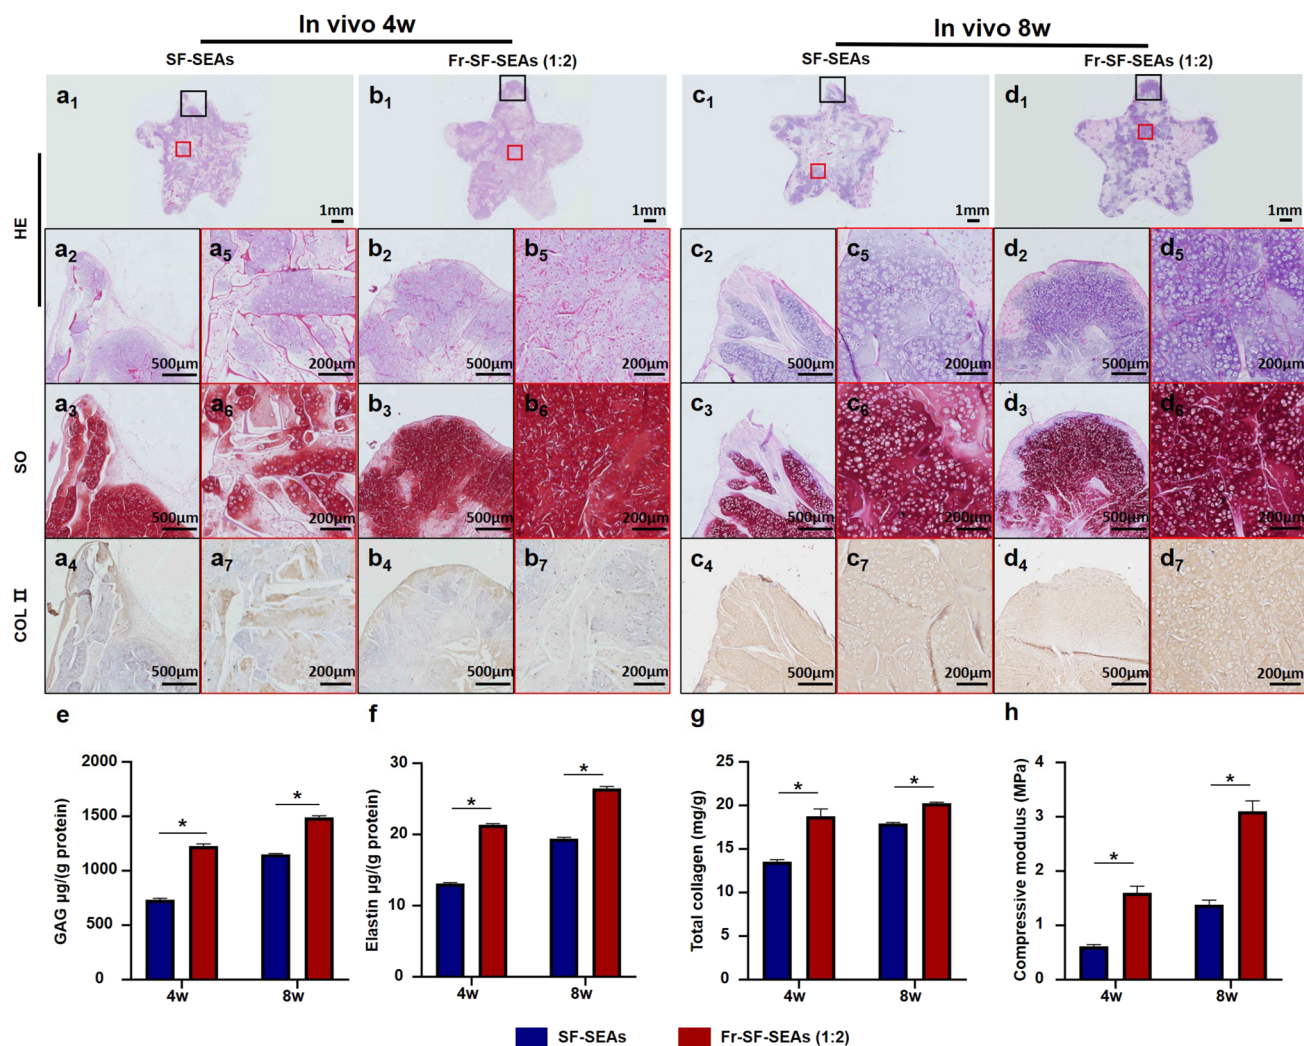 In vivo 4w
In vivo 8w
SF-SEAs
Fr-SF-SEAs (1:2)
SF-SEAs
Fr-SF-SEAs (1:2)
HE
a1
1mm
b1
1mm
c1
1mm
d1
1mm
a2
500μm
a5
200μm
b2
500μm
b5
200μm
c2
500μm
c5
200μm
d2
500μm
d5
200μm
SO
a3
500μm
a6
200μm
b3
500μm
b6
200μm
c3
500μm
c6
200μm
d3
500μm
d6
200μm
COL II
a4
500μm
a7
200μm
b4
500μm
b7
200μm
c4
500μm
c7
200μm
d4
500μm
d7
200μm
e
GAG μg/(g protein)
2000
1500
1000
500
0
*
*
4w
8w
f
Elastin μg/(g protein)
30
20
10
0
*
*
4w
8w
g
Total collagen (mg/g)
25
20
15
10
5
0
*
*
4w
8w
h
Compressive modulus (MPa)
4
3
2
1
0
*
*
4w
8w
SF-SEAs
Fr-SF-SEAs (1:2)